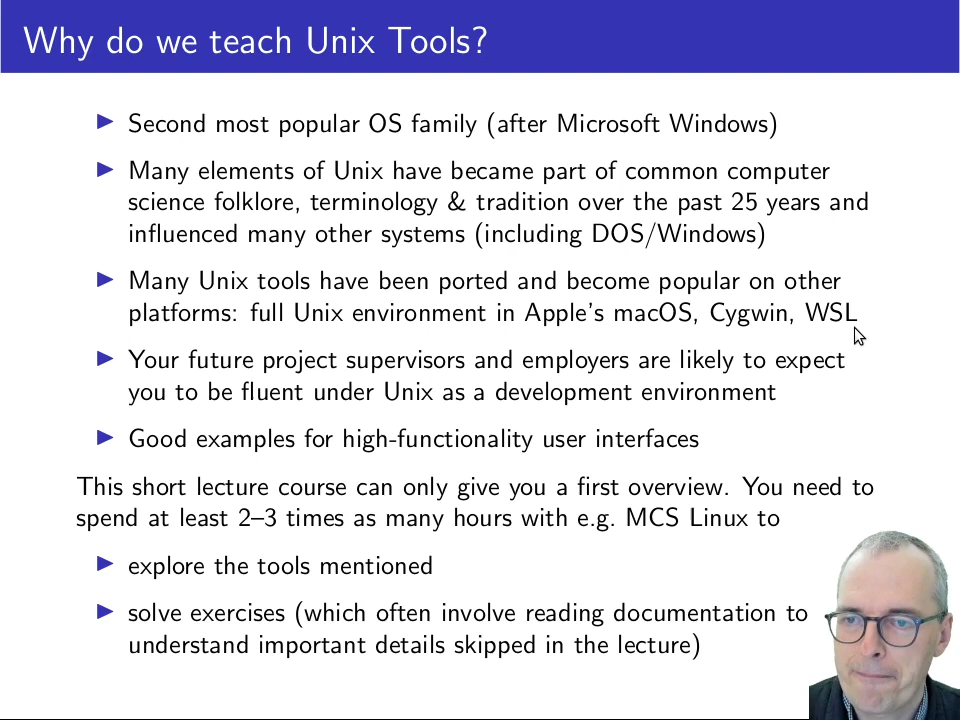 Why do we teach Unix Tools?
Second most popular OS family (after Microsoft Windows)
Many elements of Unix have became part of common computer
science folklore, terminology & tradition over the past 25 years and
influenced many other systems (including DOS/Windows)
Many Unix tools have been ported and become popular on other
platforms: full Unix environment in Apple's macOS, Cygwin, WSL
Your future project supervisors and employers are likely to expect
you to be fluent under Unix as a development environment
Good examples for high-functionality user interfaces
This short lecture course can only give you a first overview. You need to
spend at least 2–3 times as many hours with e.g. MCS Linux to
explore the tools mentioned
solve exercises (which often involve reading documentation to
understand important details skipped in the lecture)